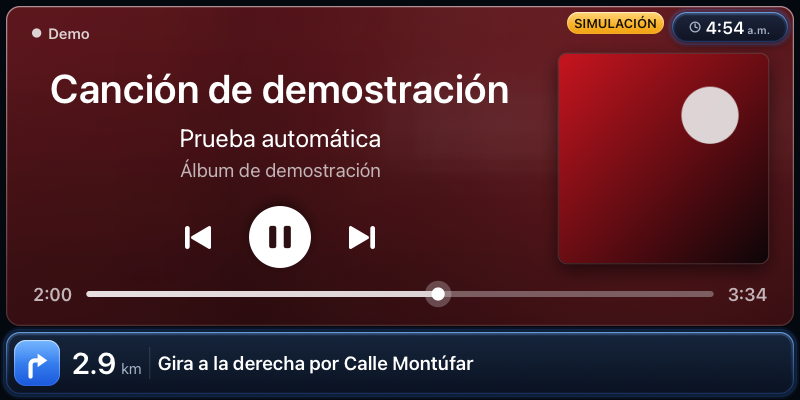 Demo
SIMULACIÓN
4:54 a.m.
Canción de demostración
Prueba automática
Álbum de demostración
2:00
3:34
2.9 km
Gira a la derecha por Calle Montúfar